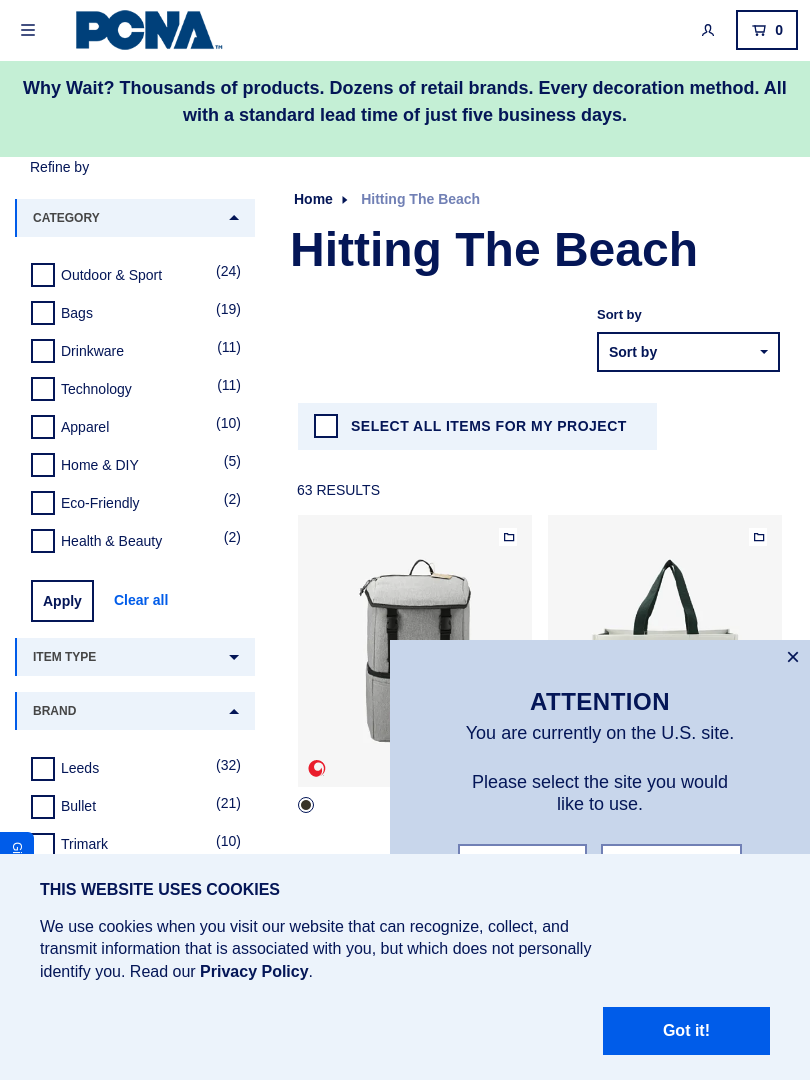 PCNA™
0
Why Wait? Thousands of products. Dozens of retail brands. Every decoration method. All
with a standard lead time of just five business days.
Refine by
CATEGORY
Outdoor & Sport (24)
Bags (19)
Drinkware (11)
Technology (11)
Apparel (10)
Home & DIY (5)
Eco-Friendly (2)
Health & Beauty (2)
Apply Clear all
ITEM TYPE
BRAND
Leeds (32)
Bullet (21)
Trimark (10)
Home Hitting The Beach
Hitting The Beach
Sort by
Sort by
SELECT ALL ITEMS FOR MY PROJECT
63 RESULTS
ATTENTION
You are currently on the U.S. site.
Please select the site you would
like to use.
THIS WEBSITE USES COOKIES
We use cookies when you visit our website that can recognize, collect, and
transmit information that is associated with you, but which does not personally
identify you. Read our Privacy Policy.
Got it!